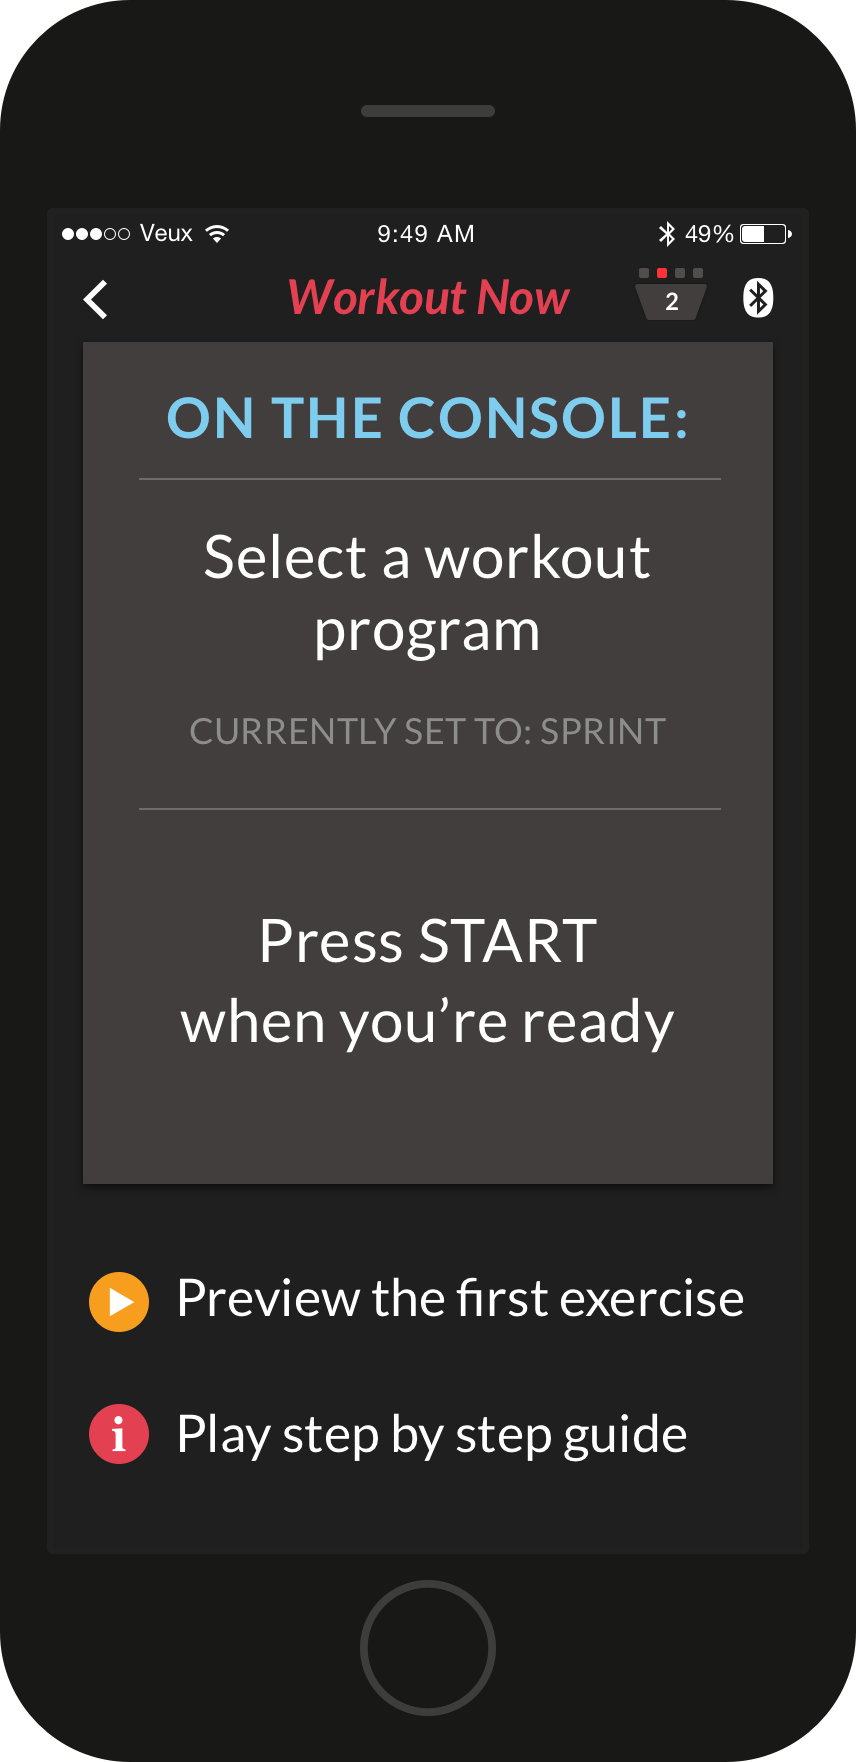 Veux 9:49 AM 49%
Workout Now 2
ON THE CONSOLE:
Select a workout
program
CURRENTLY SET TO: SPRINT
Press START
when you’re ready
Preview the first exercise
i Play step by step guide